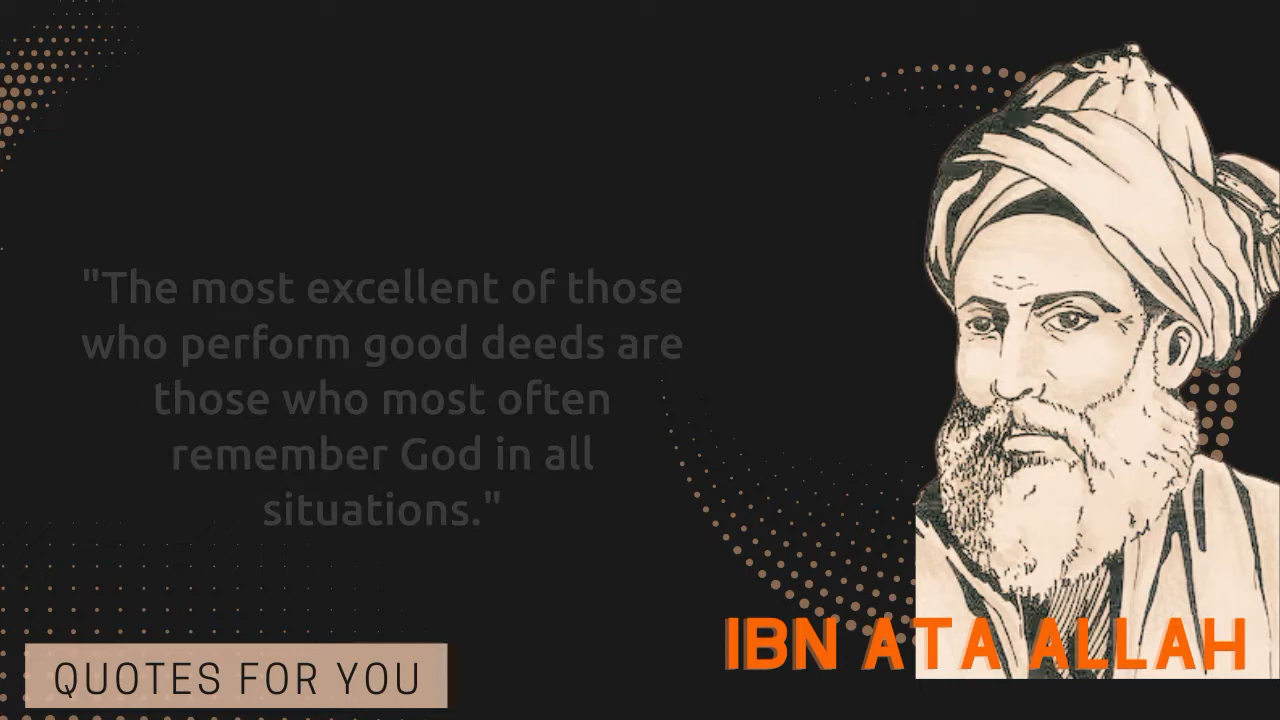 "The most excellent of those
who perform good deeds are
those who most often
remember God in all
situations."
IBN ATA ALLAH
QUOTES FOR YOU